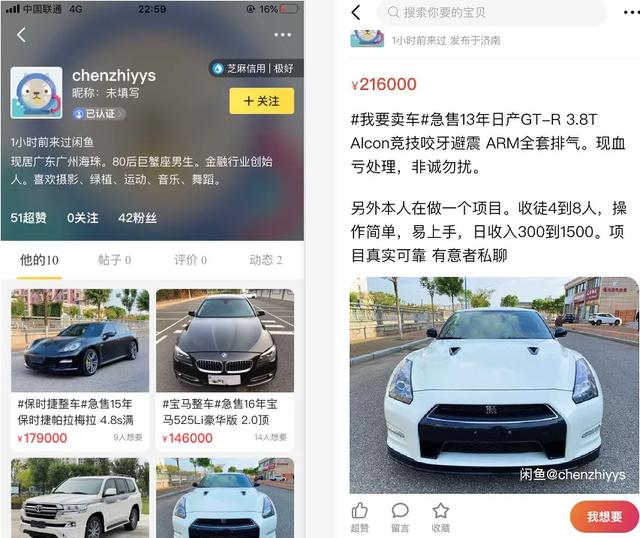 中国联通 4G
22:59
16%
chenzhiyys
昵称：未填写
已认证
芝麻信用 | 极好
+ 关注
1小时前来过闲鱼
现居广东广州海珠。80后巨蟹座男生。金融行业创始
人。喜欢摄影、绿植、运动、音乐、舞蹈。
51超赞 0关注 42粉丝
他的10 帖子 0 评价 0 动态 2
#保时捷整车#急售15年
保时捷帕拉梅拉 4.8s满
¥179000 9人想要
#宝马整车#急售16年宝
马525Li豪华版 2.0顶
¥146000 14人想要
搜索你要的宝贝
1小时前来过 发布于济南
¥216000
#我要卖车#急售13年日产GT-R 3.8T
Alcon竞技咬牙避震 ARM全套排气。现血
亏处理，非诚勿扰。
另外本人在做一个项目。收徒4到8人，操
作简单，易上手，日收入300到1500。项
目真实可靠 有意者私聊
闲鱼@chenzhiyys
超赞 留言 收藏
我想要